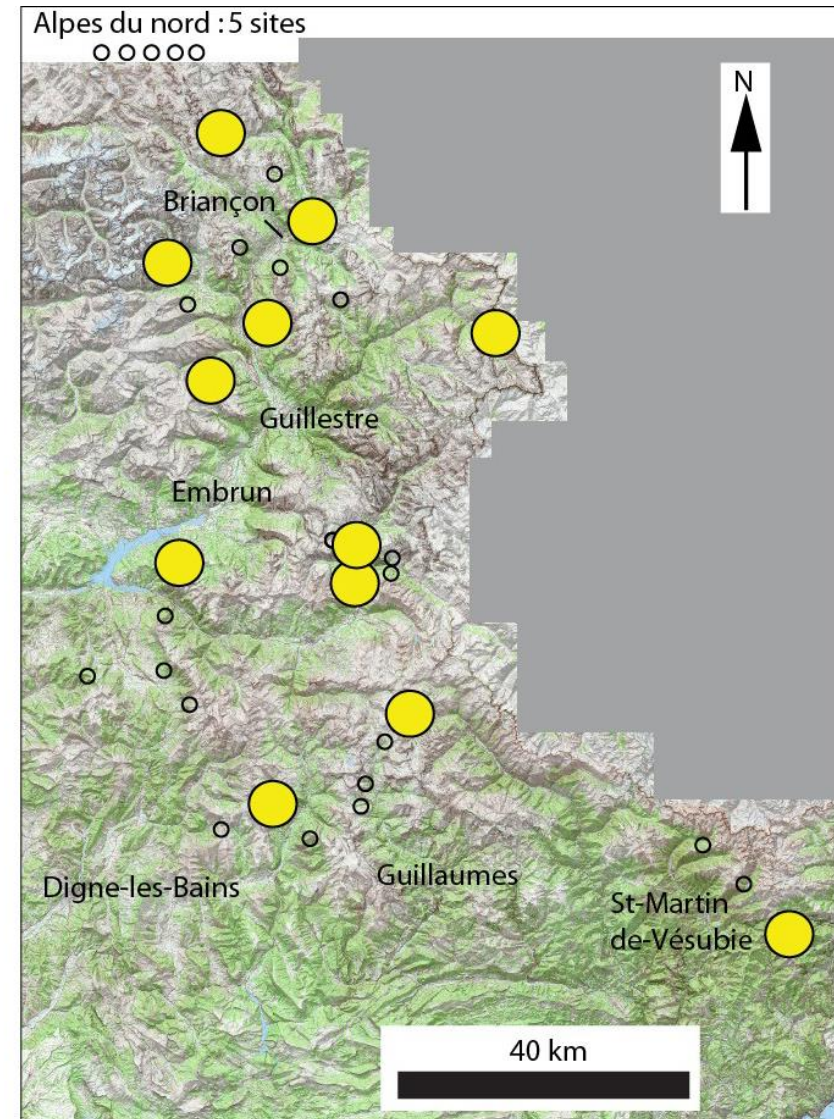 Alpes du nord : 5 sites
N
Briançon
Guillestre
Embrun
Digne-les-Bains
Guillaumes
St-Martin
de-Vésubie
40 km